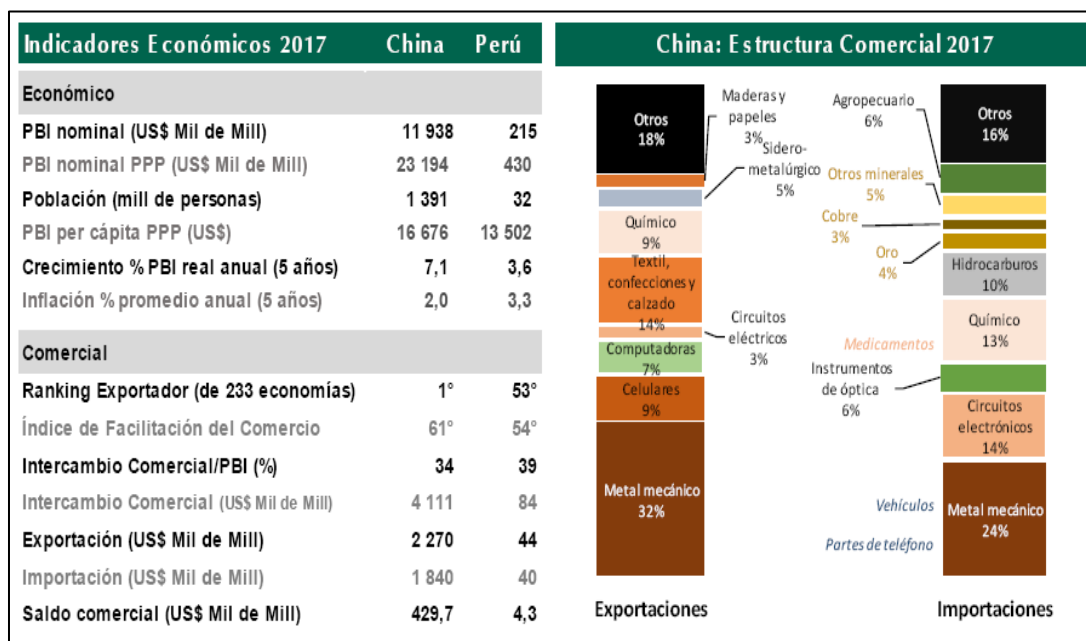 Indicadores Económicos 2017 China Perú
Económico
PBI nominal (US$ Mil de Mill) 11 938 215
PBI nominal PPP (US$ Mil de Mill) 23 194 430
Población (mill de personas) 1 391 32
PBI per cápita PPP (US$) 16 676 13 502
Crecimiento % PBI real anual (5 años) 7,1 3,6
Inflación % promedio anual (5 años) 2,0 3,3
Comercial
Ranking Exportador (de 233 economías) 1° 53°
Índice de Facilitación del Comercio 61° 54°
Intercambio Comercial/PBI (%) 34 39
Intercambio Comercial (US$ Mil de Mill) 4 111 84
Exportación (US$ Mil de Mill) 2 270 44
Importación (US$ Mil de Mill) 1 840 40
Saldo comercial (US$ Mil de Mill) 429,7 4,3
China: Estructura Comercial 2017
Otros
18%
Maderas y
papeles
3%
Sidero-
metalúrgico
5%
Químico
9%
Textil,
confecciones y
calzado
14%
Circuitos
eléctricos
3%
Computadoras
7%
Celulares
9%
Metal mecánico
32%
Exportaciones
Agropecuario
6%
Otros
16%
Otros minerales
5%
Cobre
3%
Oro
4%
Hidrocarburos
10%
Químico
13%
Medicamentos
Instrumentos
de óptica
6%
Circuitos
electrónicos
14%
Vehículos
Metal mecánico
24%
Partes de teléfono
Importaciones